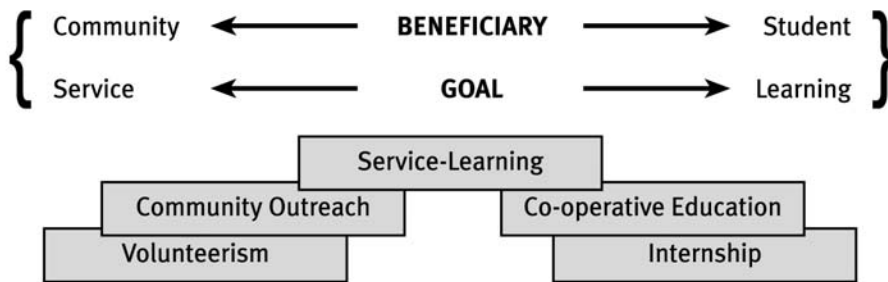 Community BENEFICIARY Student
Service GOAL Learning
Service-Learning
Community Outreach Co-operative Education
Volunteerism Internship